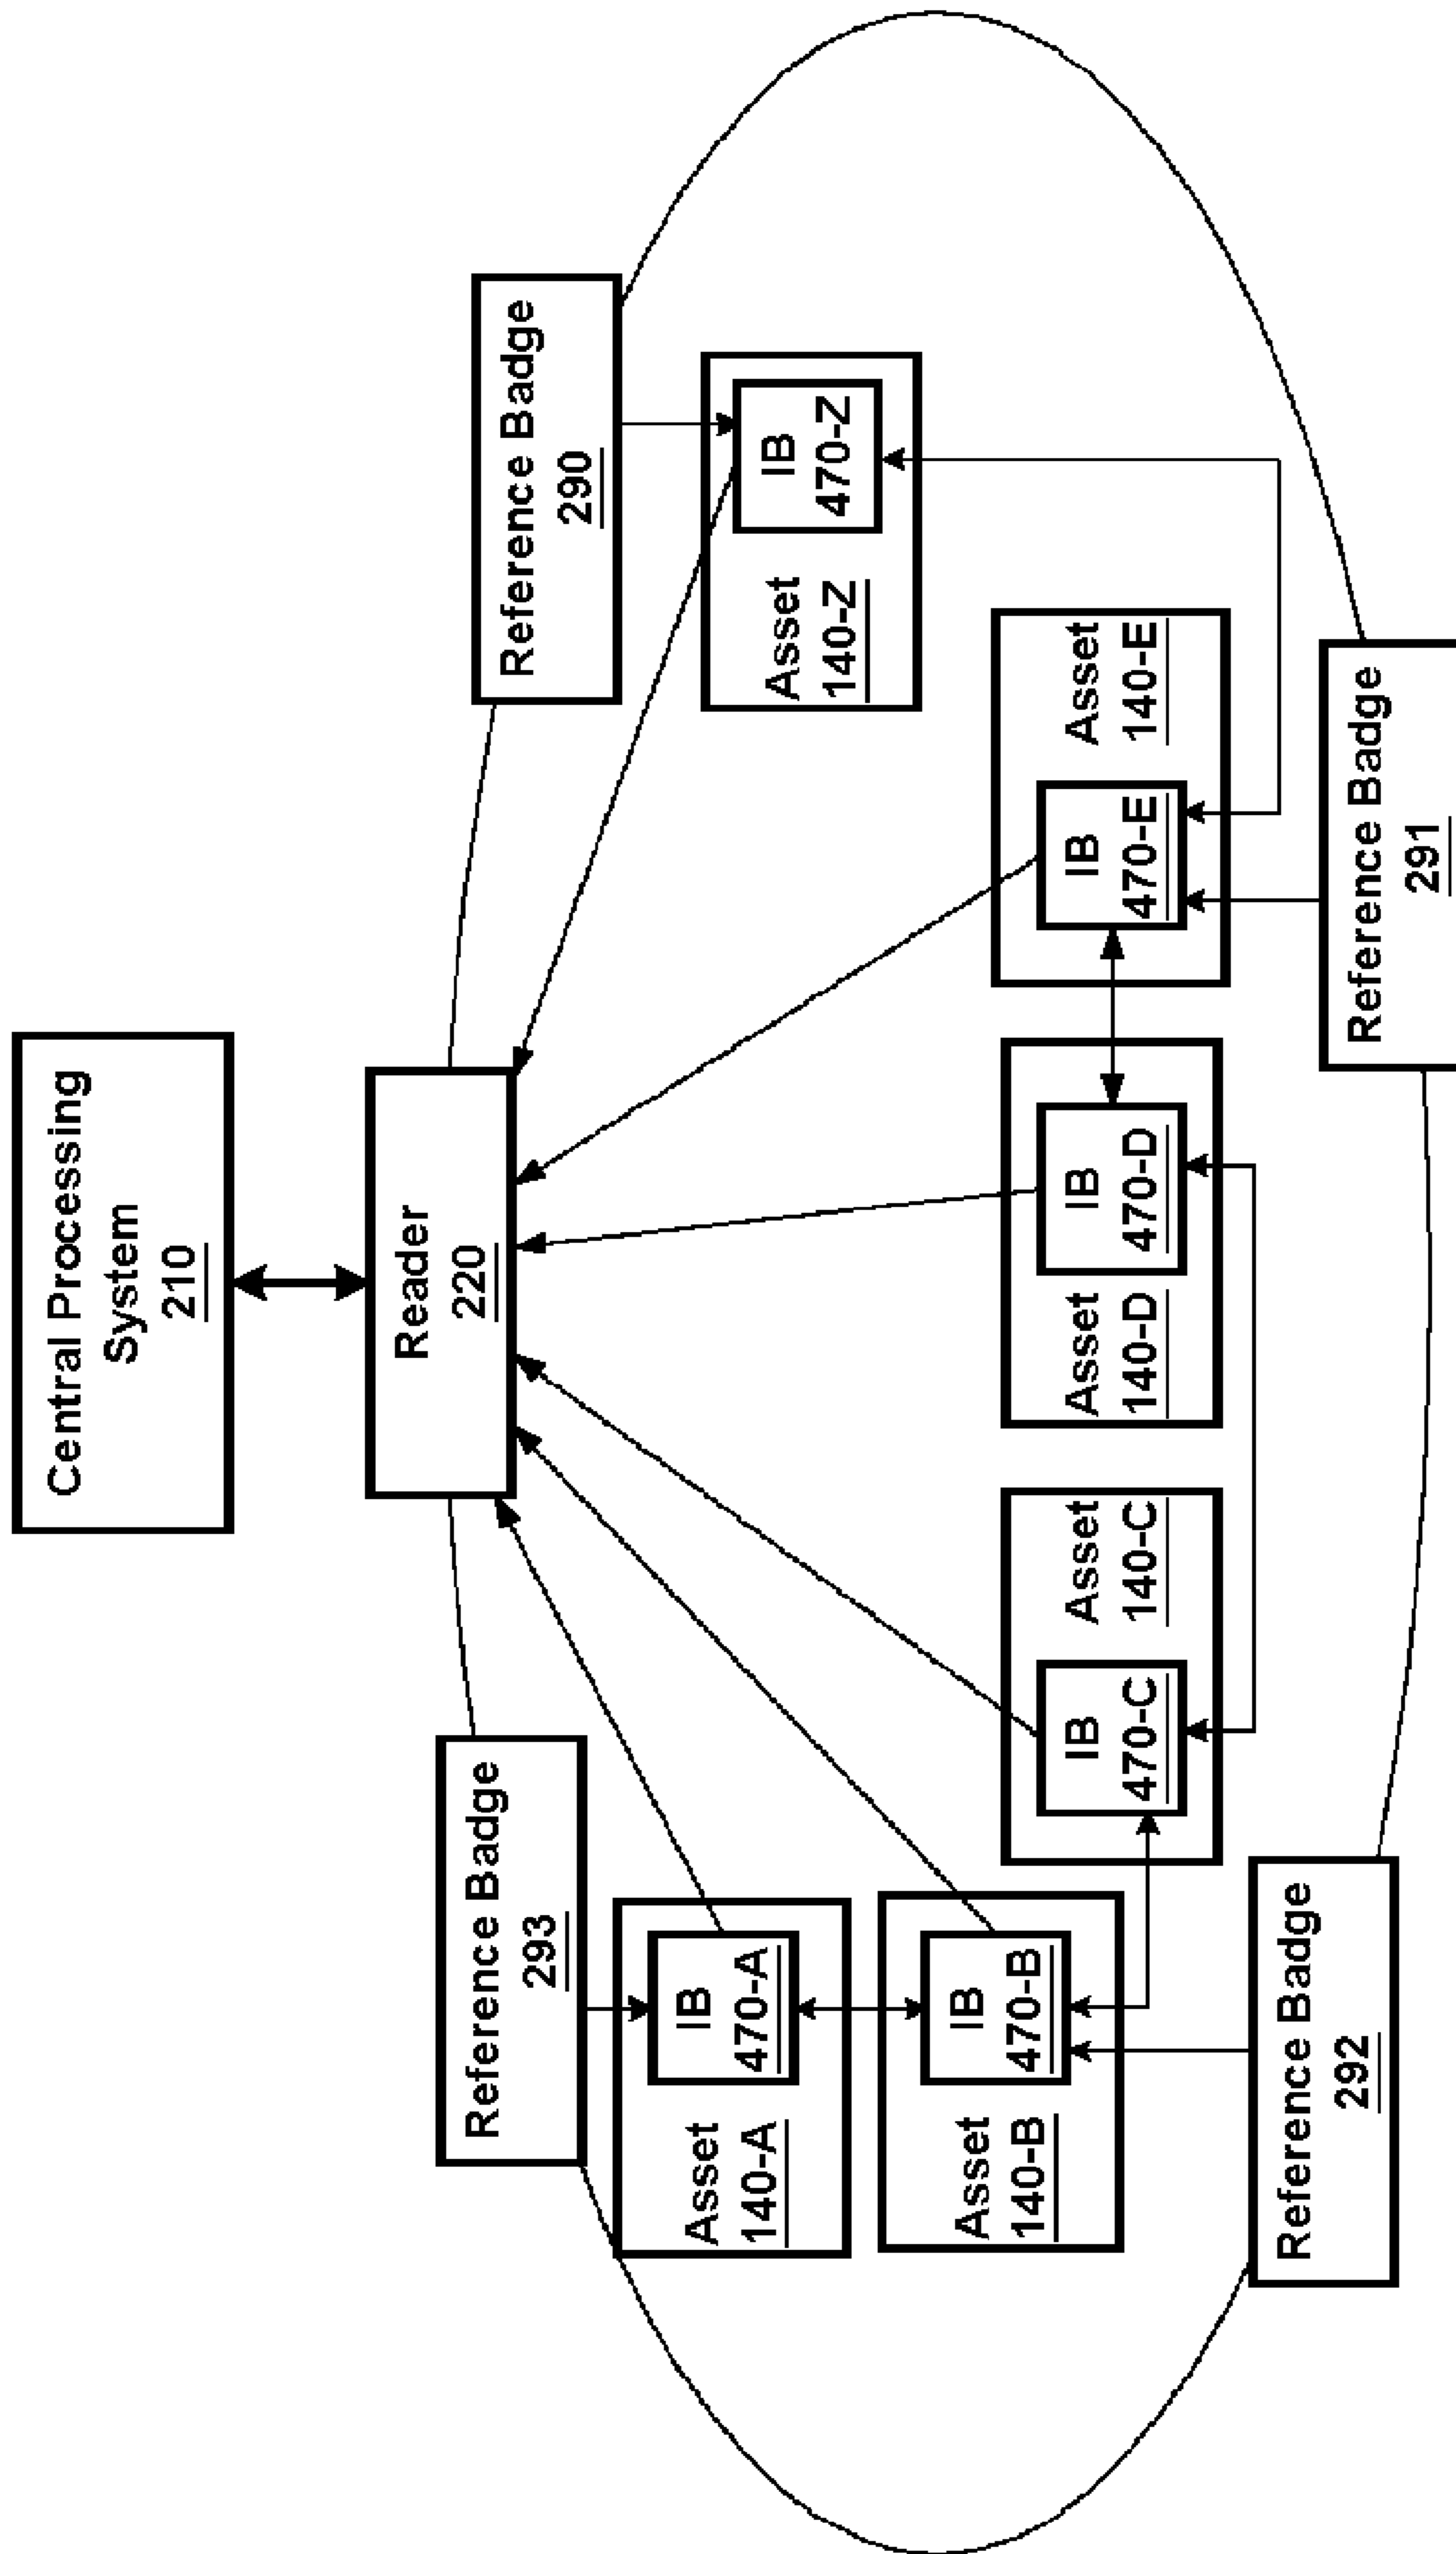 Central Processing
System
210
Reader
220
Reference Badge
293
Reference Badge
290
IB
470-A
Asset
140-A
IB
470-Z
Asset
140-Z
IB
470-B
Asset
140-B
IB
470-C
Asset
140-C
IB
470-D
Asset
140-D
IB
470-E
Asset
140-E
Reference Badge
292
Reference Badge
291